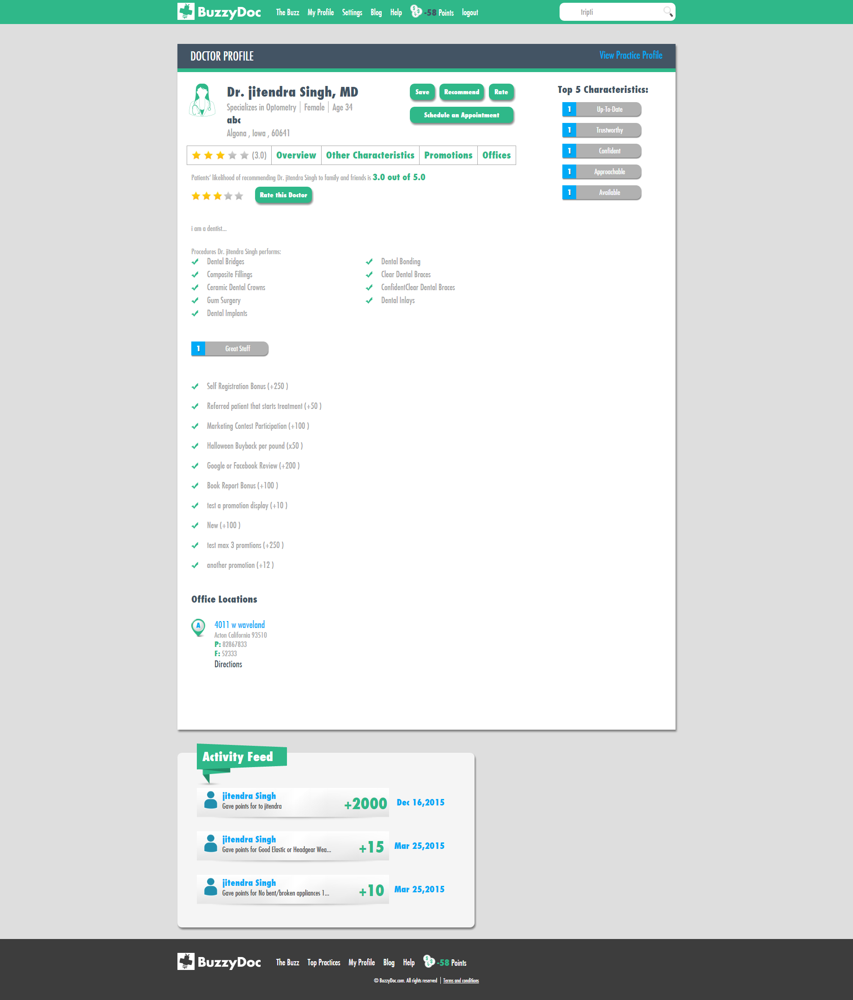 BuzzyDoc The Buzz My Profile Settings Blog Help -58 Points logout tripti
DOCTOR PROFILE View Practice Profile
Dr. jitendra Singh, MD
Specializes in Optometry Female Age 34
abc
Algona , Iowa , 60641
Save Recommend Rate
Schedule an Appointment
Top 5 Characteristics:
1 Up-To-Date
1 Trustworthy
1 Confident
1 Approachable
1 Available
(3.0) Overview Other Characteristics Promotions Offices
Patients' likelihood of recommending Dr. jitendra Singh to family and friends is 3.0 out of 5.0
Rate this Doctor
i am a dentist...
Procedures Dr. jitendra Singh performs:
Dental Bridges Dental Bonding
Composite Fillings Clear Dental Braces
Ceramic Dental Crowns ConfidentClear Dental Braces
Gum Surgery Dental Inlays
Dental Implants
1 Great Staff
Self Registration Bonus (+250 )
Referred patient that starts treatment (+50 )
Marketing Contest Participation (+100 )
Halloween Buyback per pound (x50 )
Google or Facebook Review (+200 )
Book Report Bonus (+100 )
test a promotion display (+10 )
New (+100 )
test max 3 promtions (+250 )
another promotion (+12 )
Office Locations
A 4011 w waveland
Acton California 93510
P: 82867833
F: 52333
Directions
Activity Feed
jitendra Singh
Gave points for to jitendra
+2000 Dec 16,2015
jitendra Singh
Gave points for Good Elastic or Headgear Wea...
+15 Mar 25,2015
jitendra Singh
Gave points for No bent/broken appliances 1...
+10 Mar 25,2015
BuzzyDoc The Buzz Top Practices My Profile Blog Help -58 Points
© BuzzyDoc.com. All rights reserved Terms and conditions